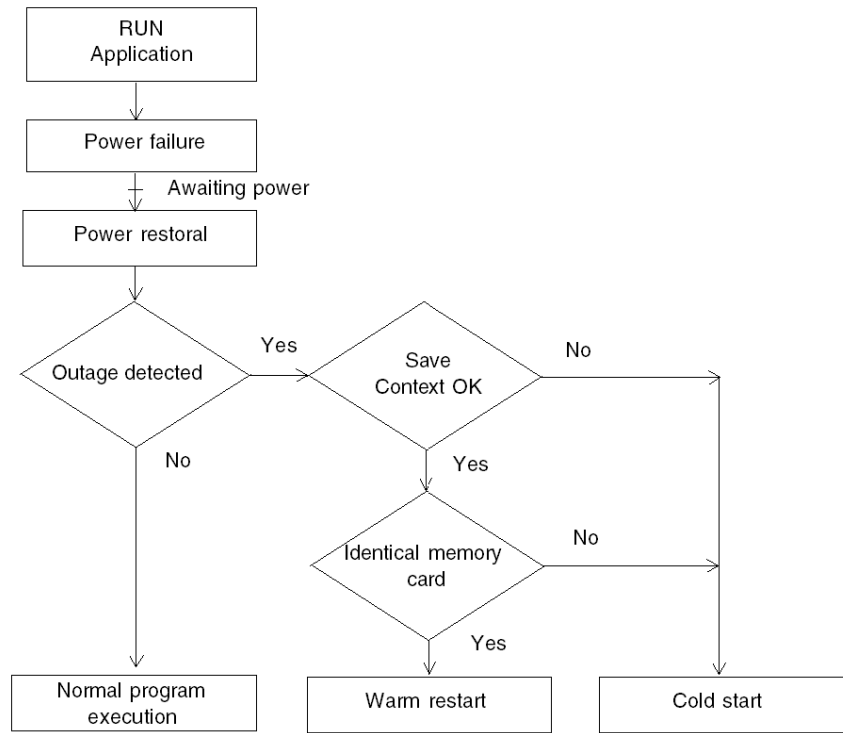 RUN
Application
Power failure
Awaiting power
Power restoral
Outage detected
Yes
Save
Context OK
No
No
Yes
Identical memory
card
No
Yes
Normal program
execution
Warm restart
Cold start